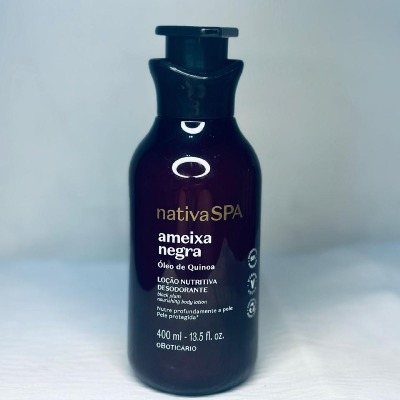 nativaSPA
ameixa
negra
Óleo de Quinoa
LOÇÃO NUTRITIVA
DESODORANTE
black plum
nourishing body lotion
Nutre profundamente a pele
Pele protegida*
400 ml - 13.5 fl. oz.
©BOTICÁRIO